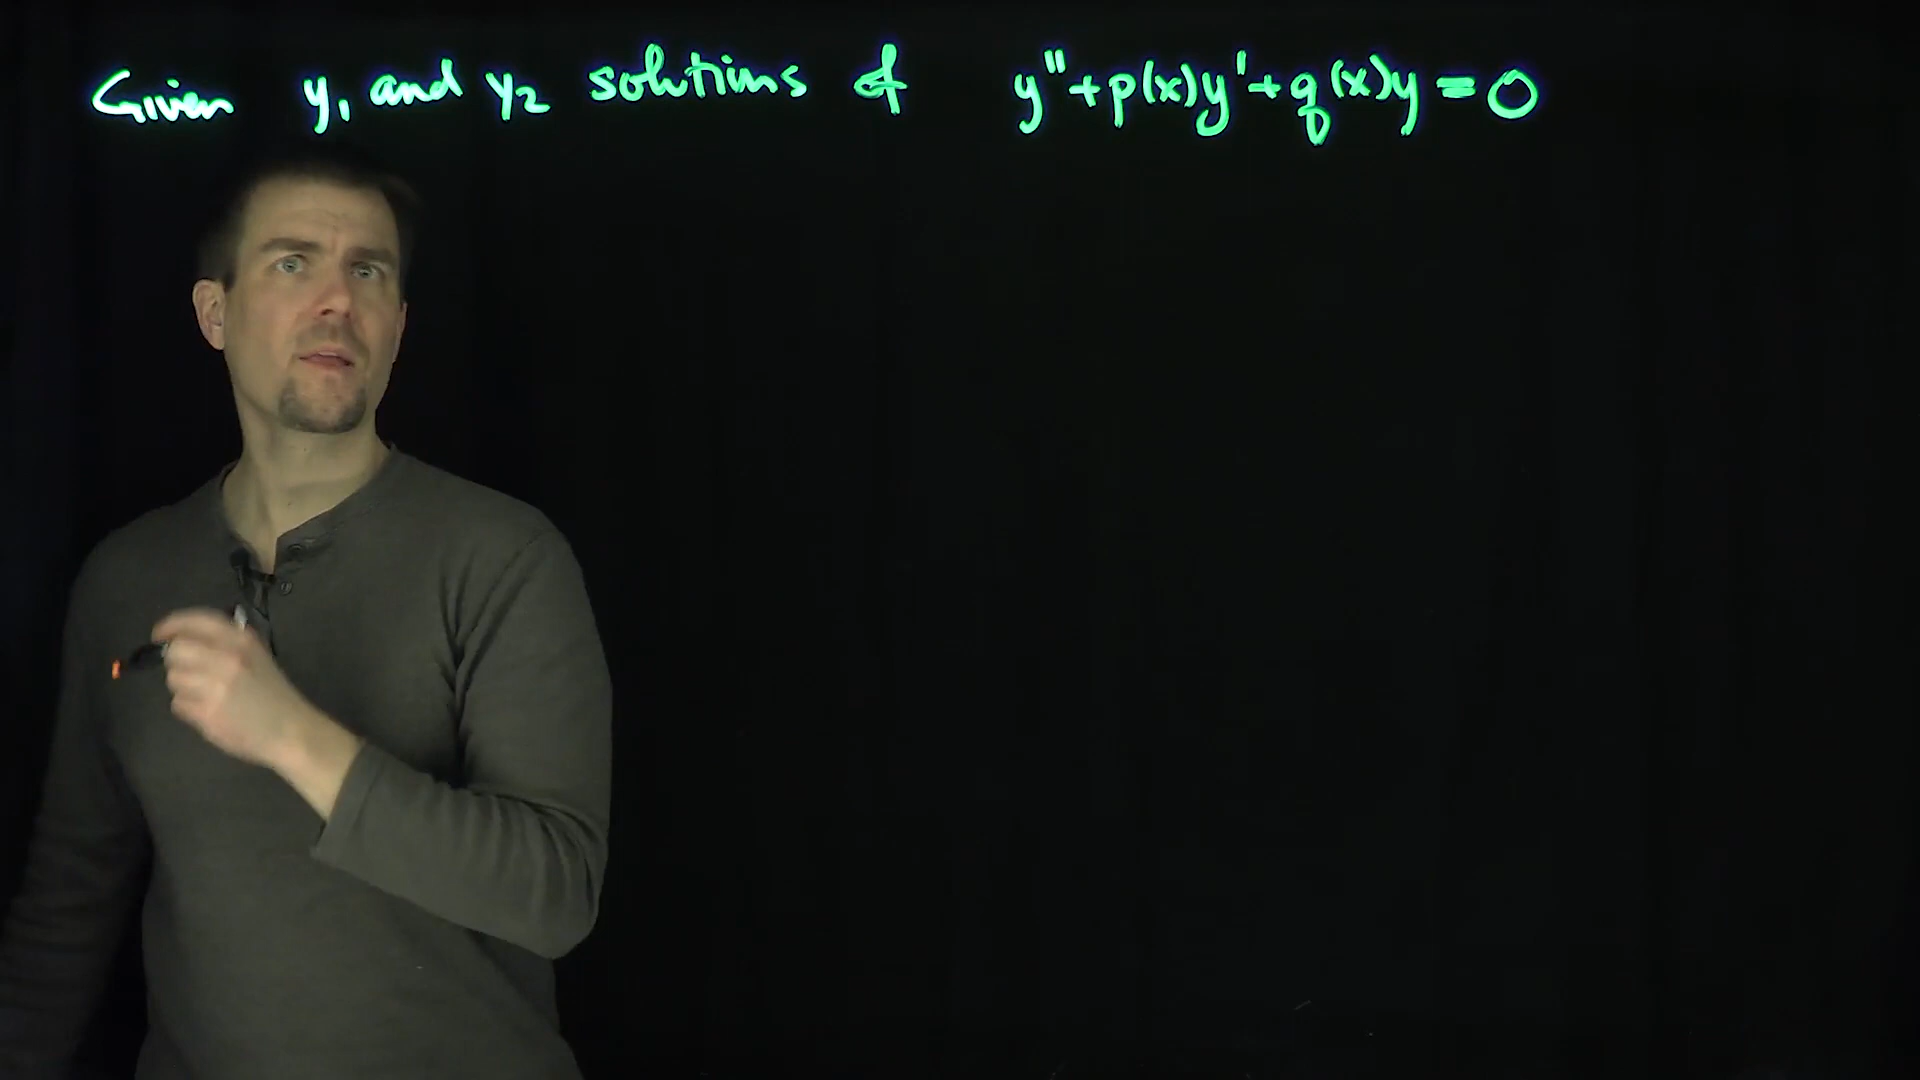 Given y₁ and y₂ solutions of y"+p(x)y'+q(x)y=0